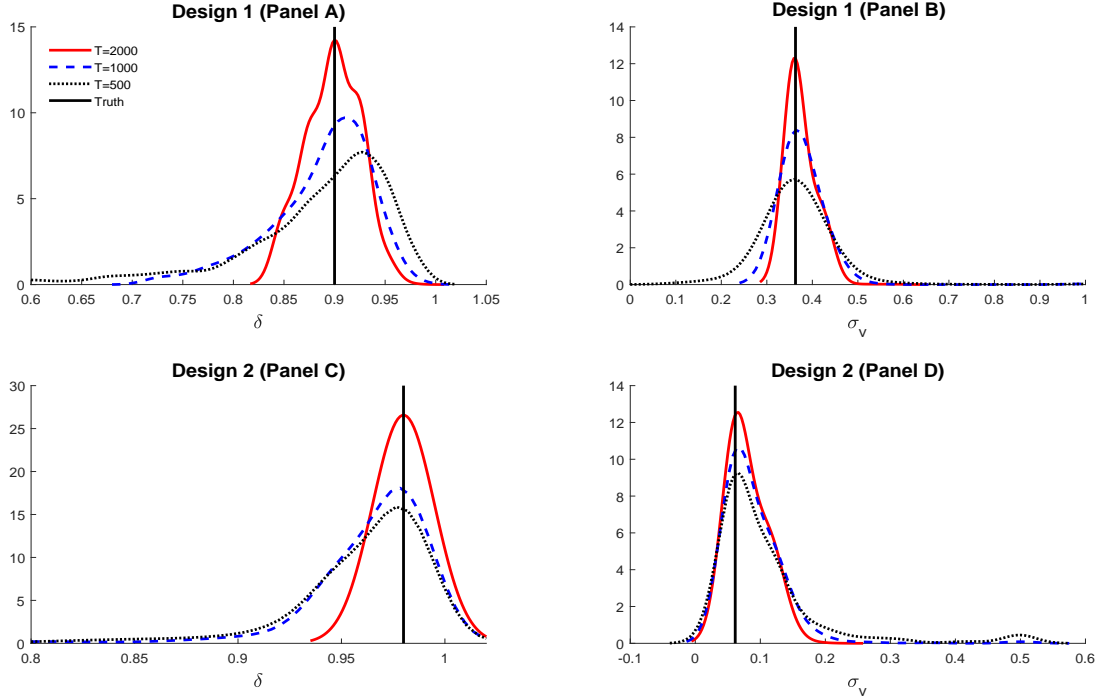 Design 1 (Panel A)
15
10
5
0
T=2000
T=1000
T=500
Truth
0.6 0.65 0.7 0.75 0.8 0.85 0.9 0.95 1 1.05
δ
Design 1 (Panel B)
14
12
10
8
6
4
2
0
0 0.1 0.2 0.3 0.4 0.5 0.6 0.7 0.8 0.9 1
σv
Design 2 (Panel C)
30
25
20
15
10
5
0
0.8 0.85 0.9 0.95 1
δ
Design 2 (Panel D)
14
12
10
8
6
4
2
0
-0.1 0 0.1 0.2 0.3 0.4 0.5 0.6
σv